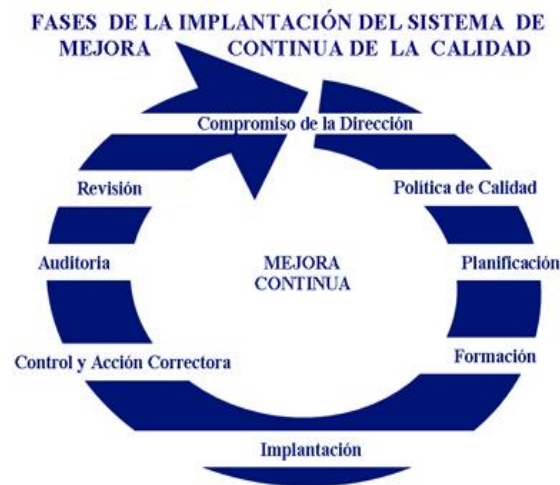 FASES DE LA IMPLANTACIÓN DEL SISTEMA DE
MEJORA CONTINUA DE LA CALIDAD
Compromiso de la Dirección
Revisión
Política de Calidad
Auditoria
MEJORA
CONTINUA
Planificación
Control y Acción Correctora
Formación
Implantación